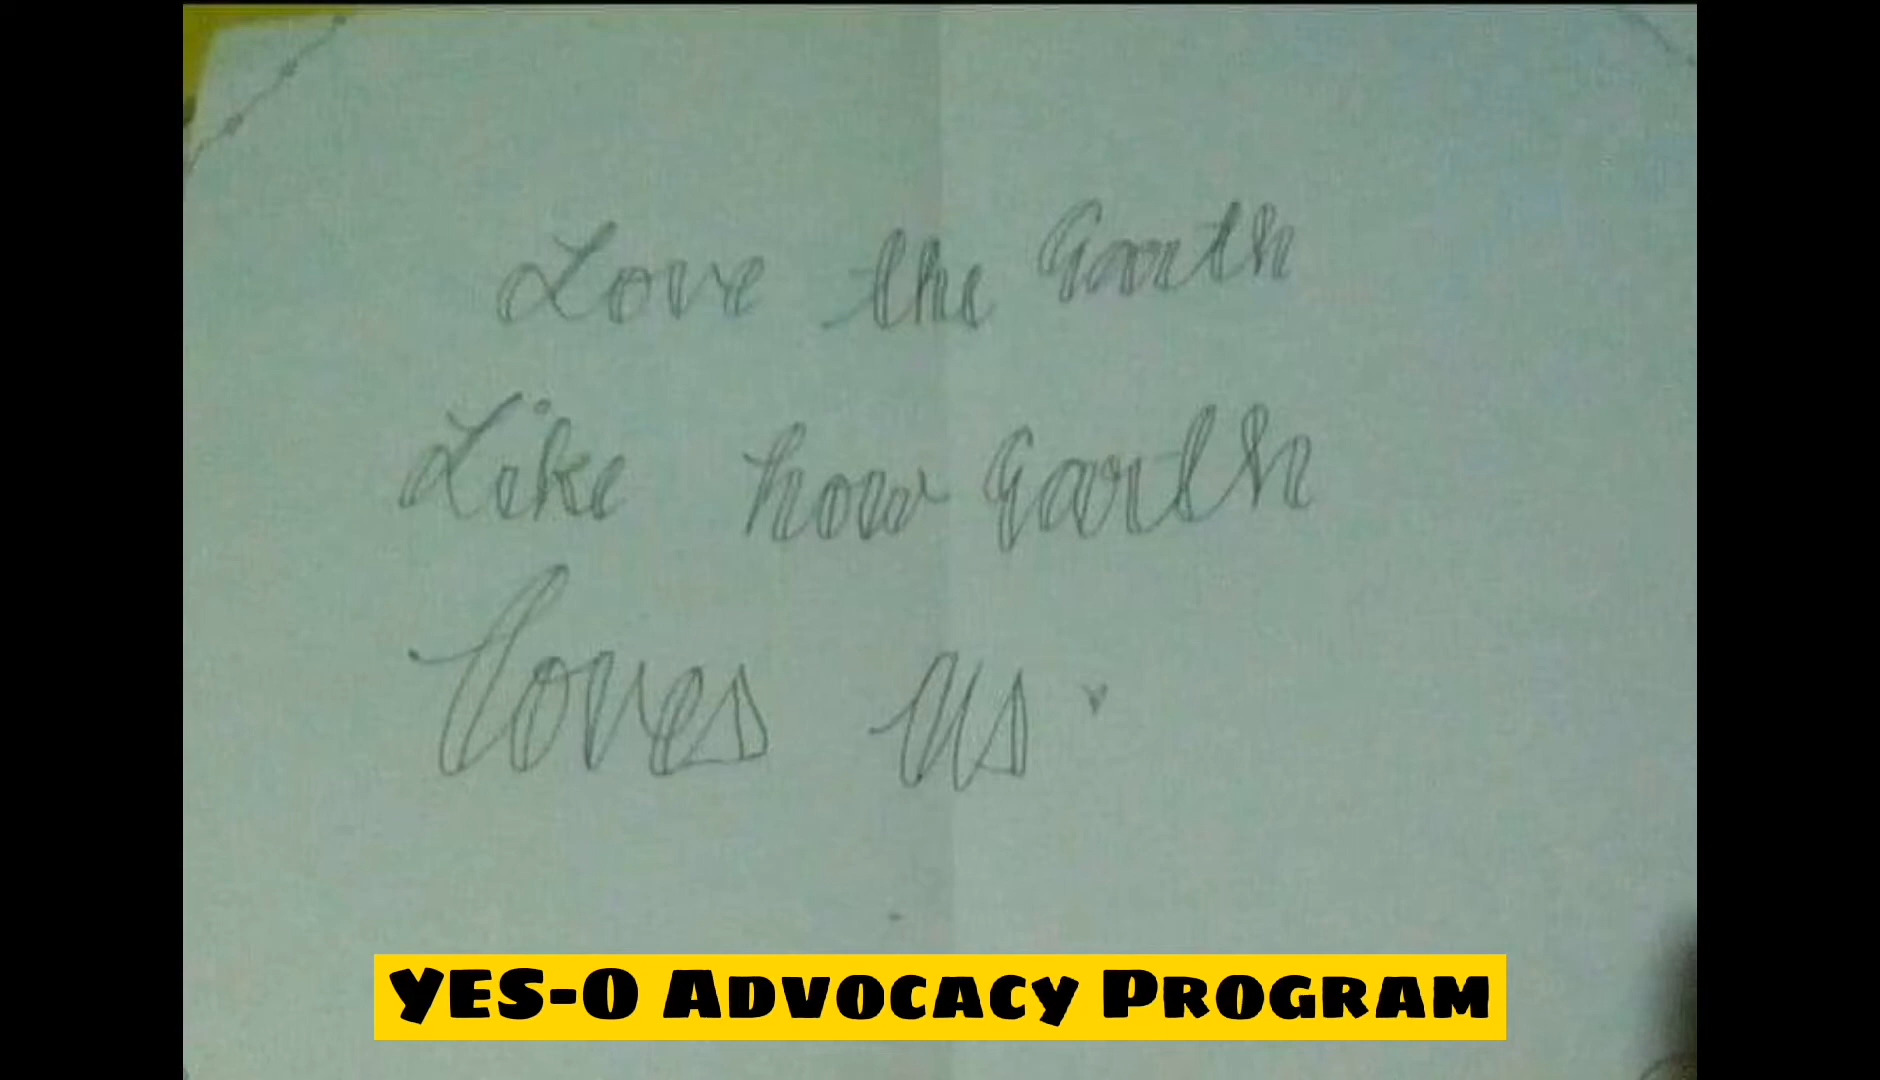 Love the Earth
Like how Earth
loves us.
YES-O ADVOCACY PROGRAM